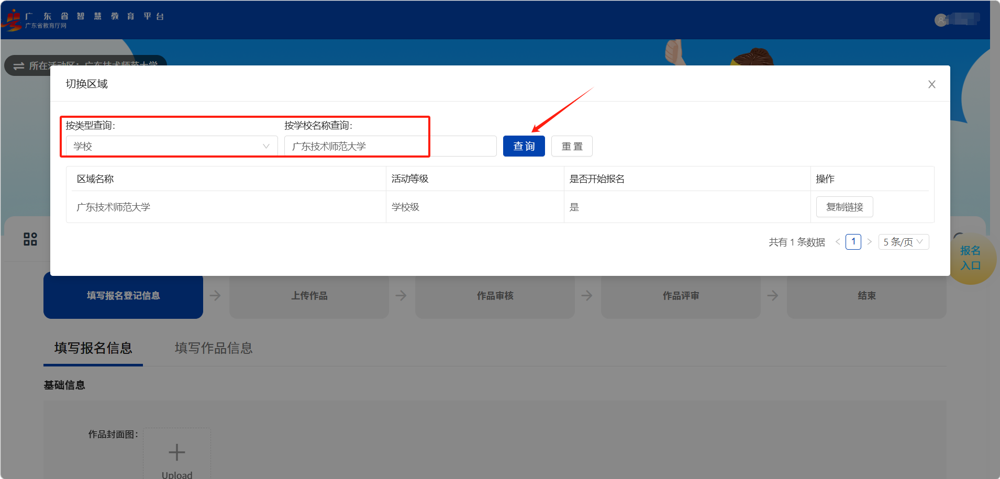 广东省智慧教育平台
广东省教育厅网
所在活动区：广东技术师范大学
切换区域
按类型查询:
按学校名称查询:
学校
广东技术师范大学
查 询
重 置
区域名称
活动等级
是否开始报名
操作
广东技术师范大学
学校级
是
复制链接
共有 1 条数据
1
5 条/页
报名
入口
填写报名登记信息
上传作品
作品审核
作品评审
结束
填写报名信息
填写作品信息
基础信息
作品封面图：
Upload